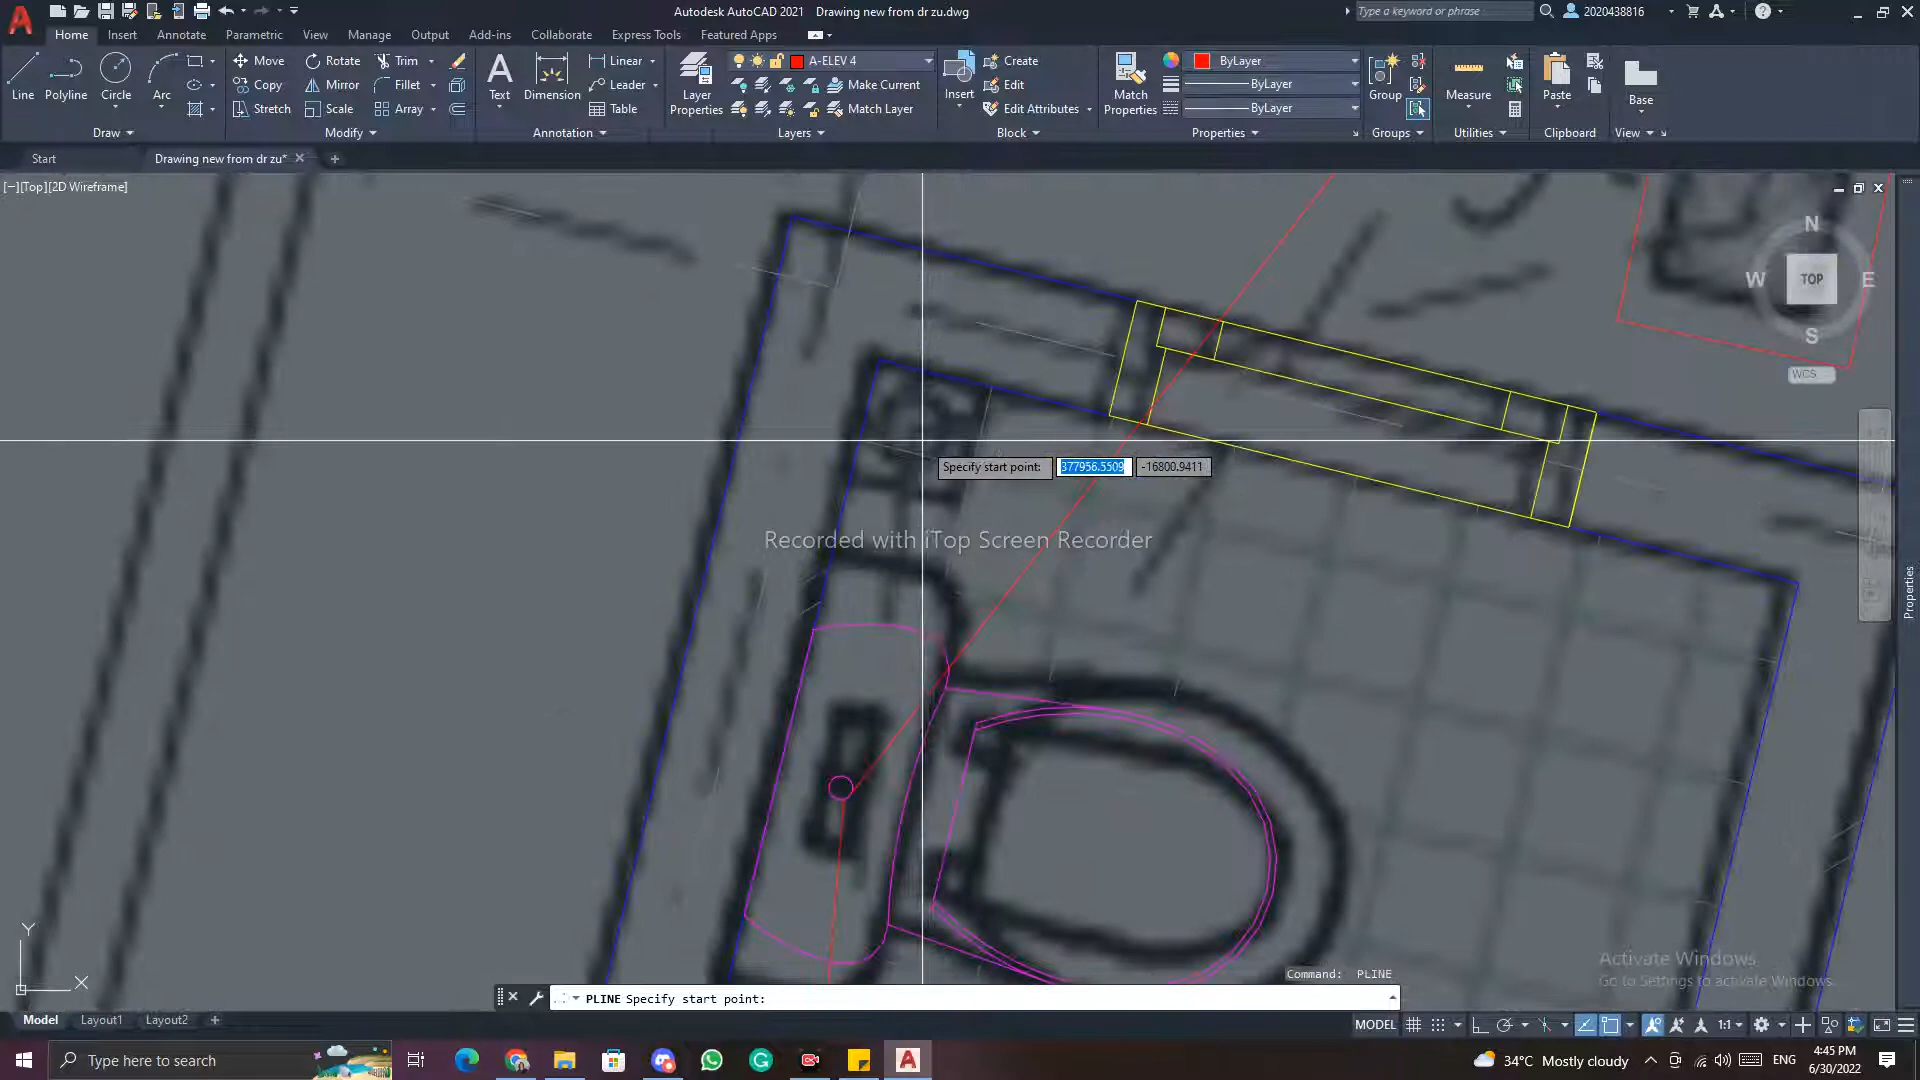 Autodesk AutoCAD 2021 Drawing new from dr zu.dwg
Type a keyword or phrase
2020438816
Home Insert Annotate Parametric View Manage Output Add-ins Collaborate Express Tools Featured Apps
Line Polyline Circle Arc
Move Rotate Trim
Copy Mirror Fillet
Stretch Scale Array
Text Dimension
Linear
Leader
Table
Layer Properties
A-ELEV 4
Make Current
Match Layer
Insert
Create
Edit
Edit Attributes
Match Properties
ByLayer
ByLayer
ByLayer
Group
Measure
Paste
Base
Draw Modify Annotation Layers Block Properties Groups Utilities Clipboard View
Start Drawing new from dr zu*
[−][Top][2D Wireframe]
N
W TOP E
S
WCS
Specify start point: 377956.5509 -16800.9411
Recorded with iTop Screen Recorder
Properties
Y
X
Activate Windows
Go to Settings to activate Windows.
Command: PLINE
PLINE Specify start point:
Model Layout1 Layout2
MODEL 1:1
Type here to search
34°C Mostly cloudy
ENG
4:45 PM
6/30/2022